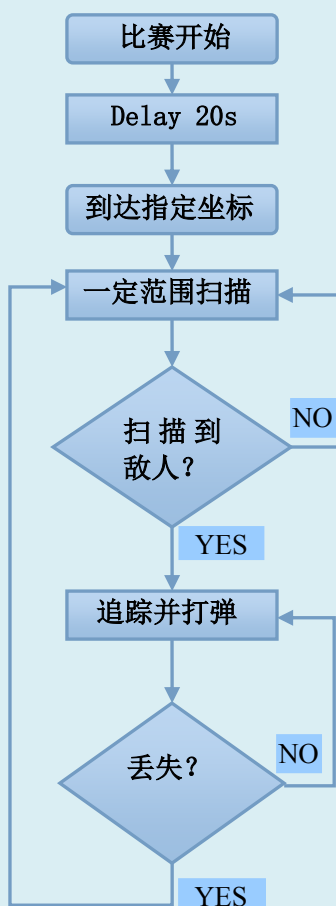 比赛开始
Delay 20s
到达指定坐标
一定范围扫描
扫描到
敌人？
NO
YES
追踪并打弹
丢失？
NO
YES